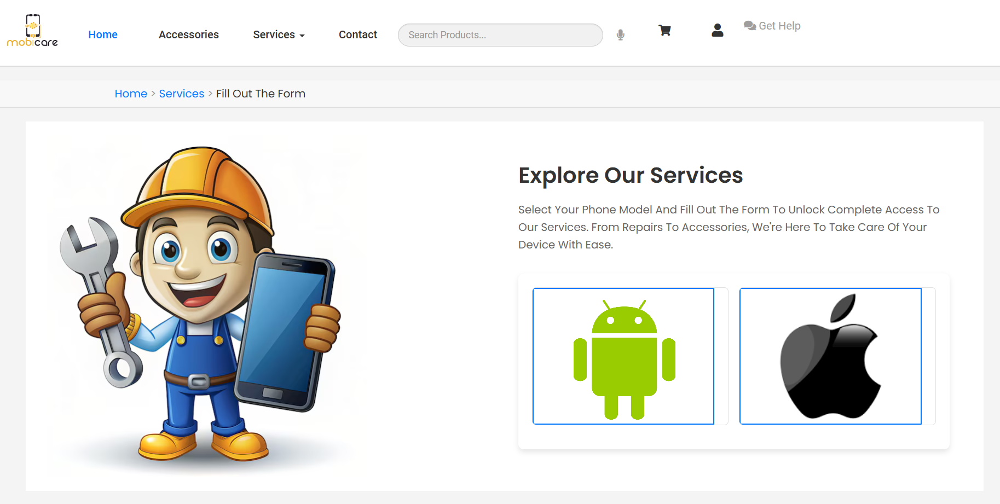 mobicare
Home
Accessories
Services
Contact
Search Products...
Get Help
Home > Services > Fill Out The Form
Explore Our Services
Select Your Phone Model And Fill Out The Form To Unlock Complete Access To
Our Services. From Repairs To Accessories, We're Here To Take Care Of Your
Device With Ease.